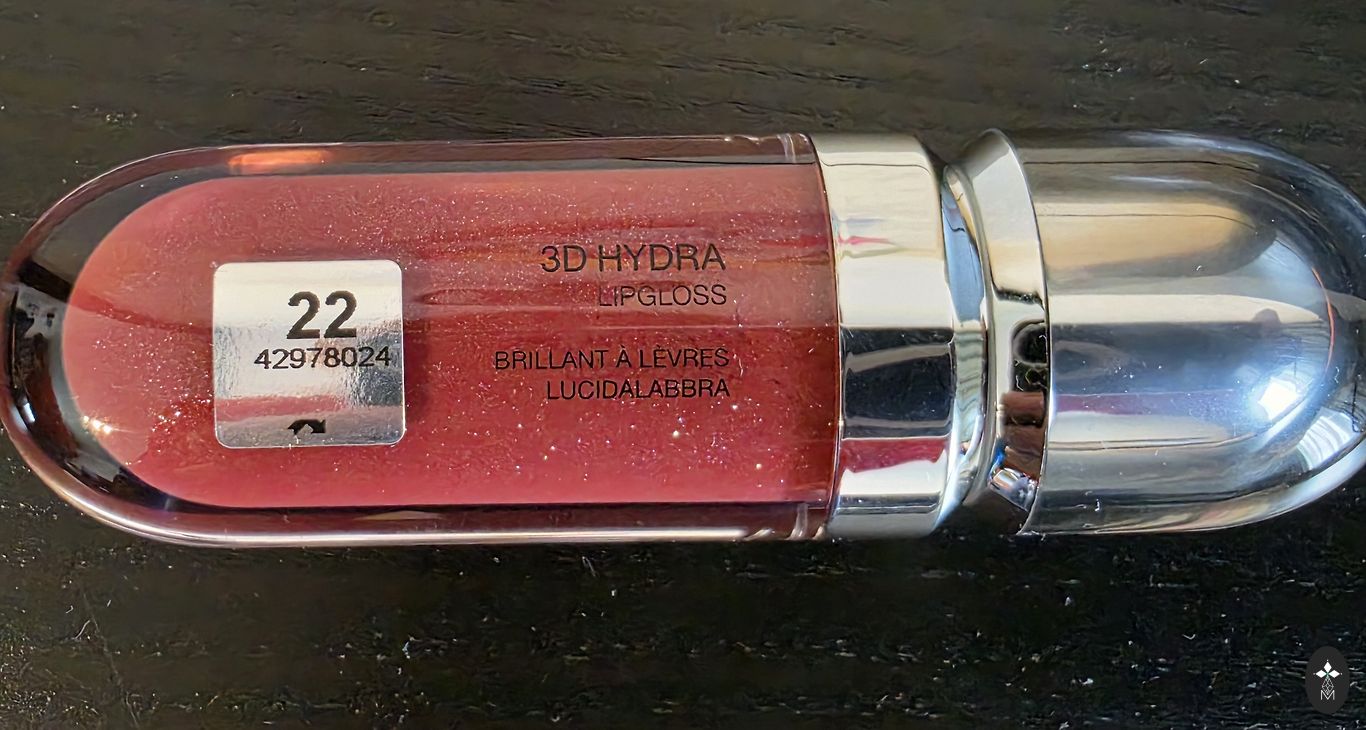 22
42978024
3D HYDRA
LIPGLOSS
BRILLANT À LÈVRES
LUCIDALABBRA
M